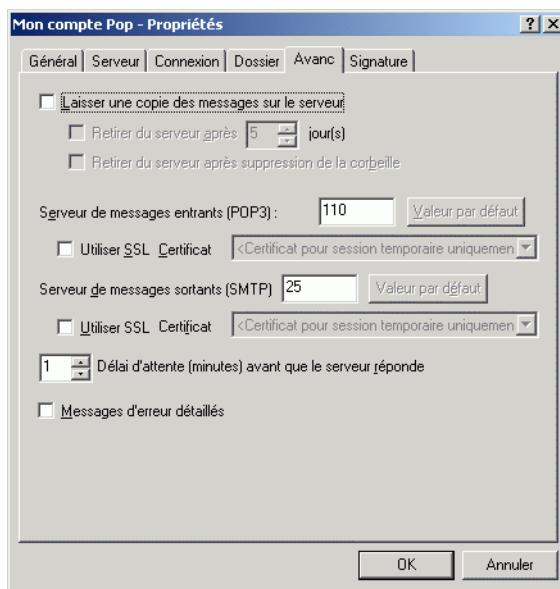 Mon compte Pop - Propriétés
Général Serveur Connexion Dossier Avanc Signature
Laisser une copie des messages sur le serveur
Retirer du serveur après 5 jour(s)
Retirer du serveur après suppression de la corbeille
Serveur de messages entrants (POP3) : 110 Valeur par défaut
Utiliser SSL Certificat <Certificat pour session temporaire uniquemen
Serveur de messages sortants (SMTP) 25 Valeur par défaut
Utiliser SSL Certificat <Certificat pour session temporaire uniquemen
1 Délai d'attente (minutes) avant que le serveur réponde
Messages d'erreur détaillés
OK Annuler